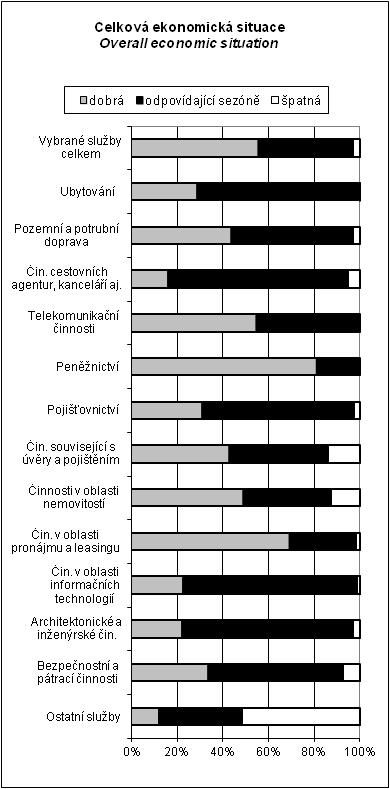 Celková ekonomická situace
Overall economic situation
dobrá odpovídající sezóně špatná
Vybrané služby
celkem
Ubytování
Pozemní a potrubní
doprava
Čin. cestovních
agentur, kanceláří aj.
Telekomunikační
činnosti
Peněžnictví
Pojišťovnictví
Čin. související s
úvěry a pojištěním
Činnosti v oblasti
nemovitostí
Čin. v oblasti
pronájmu a leasingu
Čin. v oblasti
informačních
technologií
Architektonické a
inženýrské čin.
Bezpečnostní a
pátrací činnosti
Ostatní služby
0% 20% 40% 60% 80% 100%